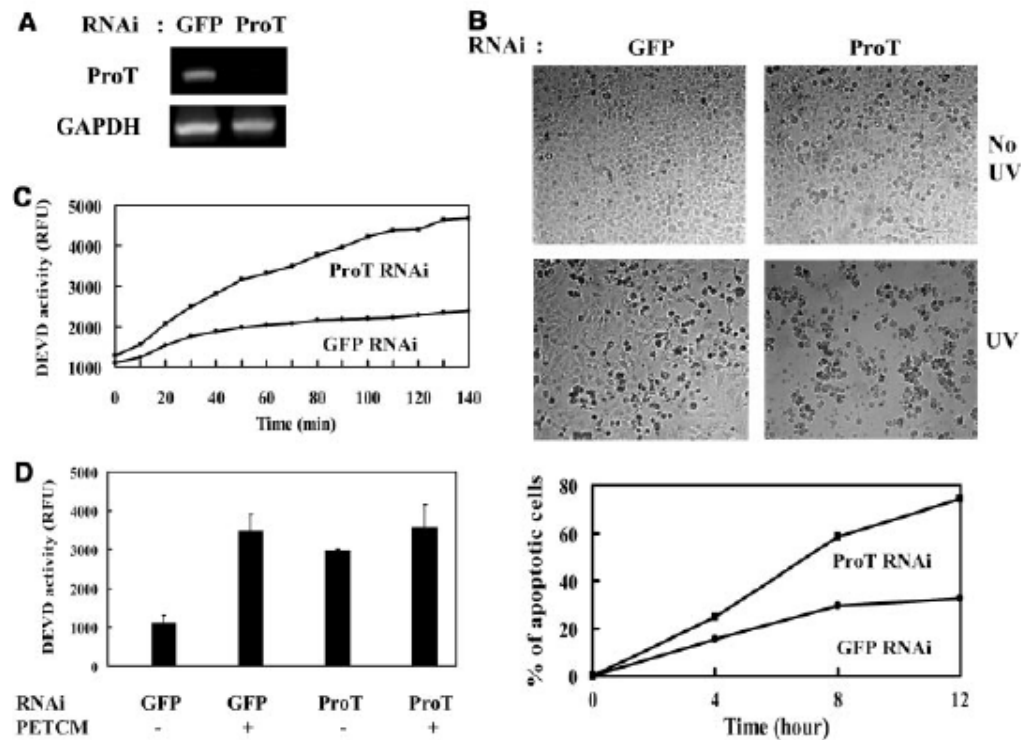 A
RNAi : GFP ProT
ProT
GAPDH
B
RNAi :
GFP
ProT
No
UV
UV
C
DEVD activity (RFU)
5000
4000
3000
2000
1000
ProT RNAi
GFP RNAi
0 20 40 60 80 100 120 140
Time (min)
D
DEVD activity (RFU)
5000
4000
3000
2000
1000
0
RNAi GFP GFP ProT ProT
PETCM - + - +
% of apoptotic cells
80
60
40
20
0
ProT RNAi
GFP RNAi
0 4 8 12
Time (hour)